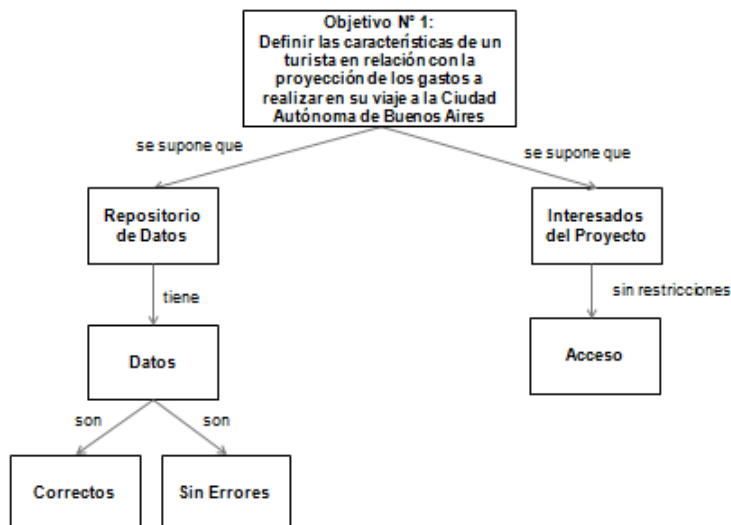 Objetivo N° 1:
Definir las características de un
turista en relación con la
proyección de los gastos a
realizar en su viaje a la Ciudad
Autónoma de Buenos Aires
se supone que
se supone que
Repositorio
de Datos
Interesados
del Proyecto
tiene
sin restricciones
Datos
Acceso
son
son
Correctos
Sin Errores